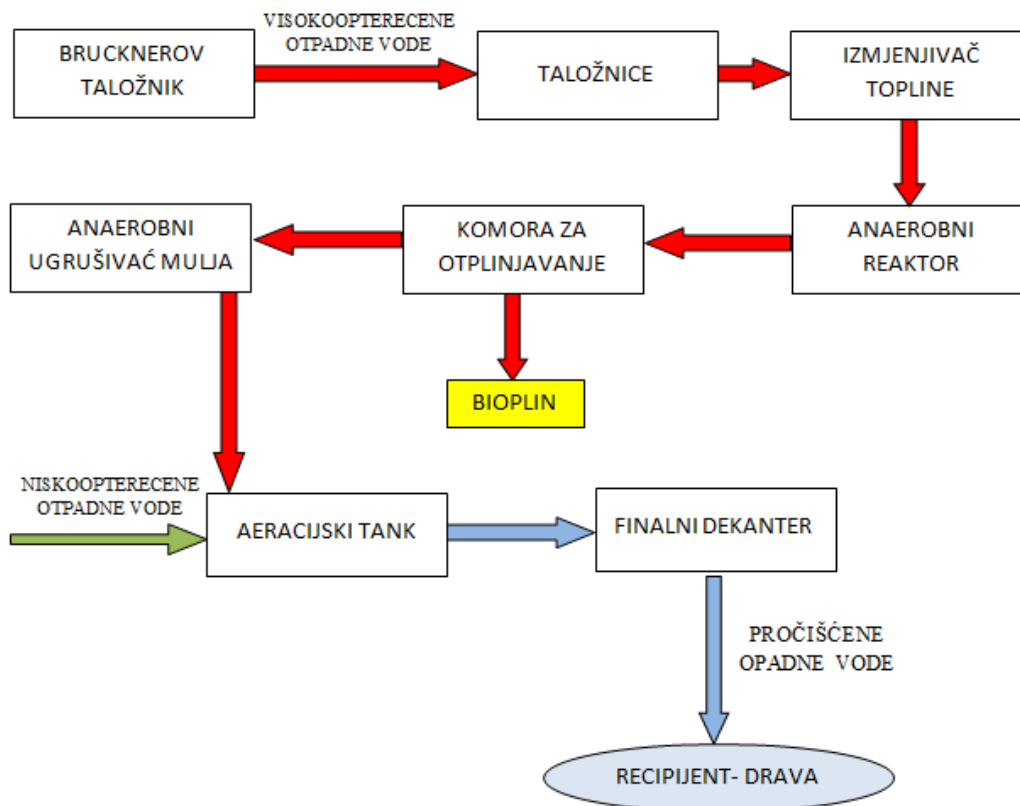 VISOKOOPTERECENE
OTPADNE VODE
BRUCKNEROV
TALOŽNIK
TALOŽNICE
IZMJENJIVAČ
TOPLINE
ANAEROBNI
UGRUŠIVAĆ MULJA
KOMORA ZA
OTPLINJAVANJE
ANAEROBNI
REAKTOR
BIOPLIN
NISKOOPTERECENE
OTPADNE VODE
AERACIJSKI TANK
FINALNI DEKANTER
PROČIŠĆENE
OPADNE VODE
RECIPIJENT- DRAVA